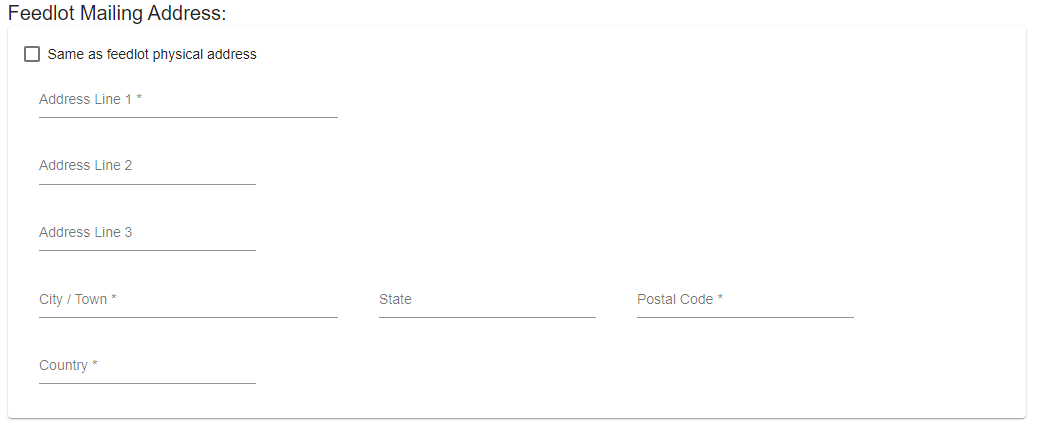 Feedlot Mailing Address:
Same as feedlot physical address
Address Line 1 *
Address Line 2
Address Line 3
City / Town * State Postal Code *
Country *